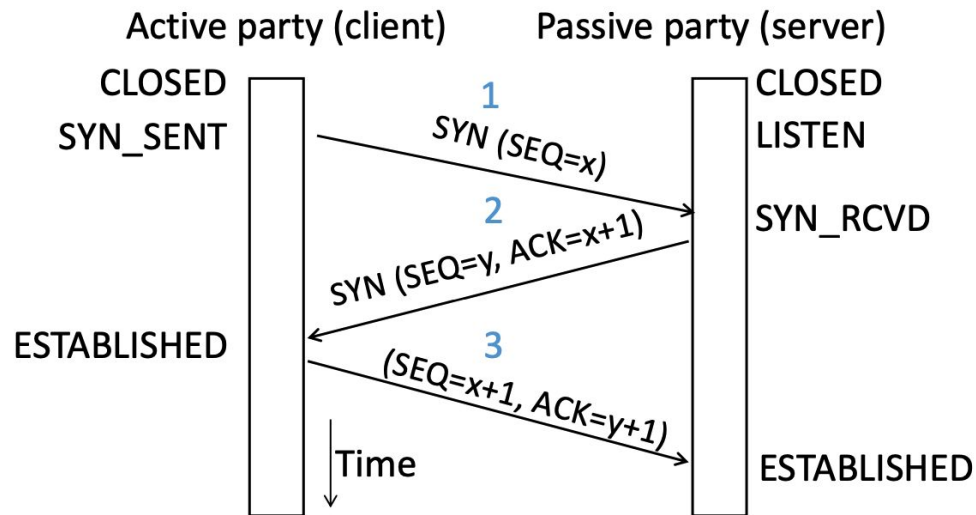 Active party (client)
Passive party (server)
CLOSED
CLOSED
1
SYN_SENT
SYN (SEQ=x)
LISTEN
2
SYN_RCVD
SYN (SEQ=y, ACK=x+1)
ESTABLISHED
3
(SEQ=x+1, ACK=y+1)
Time
ESTABLISHED